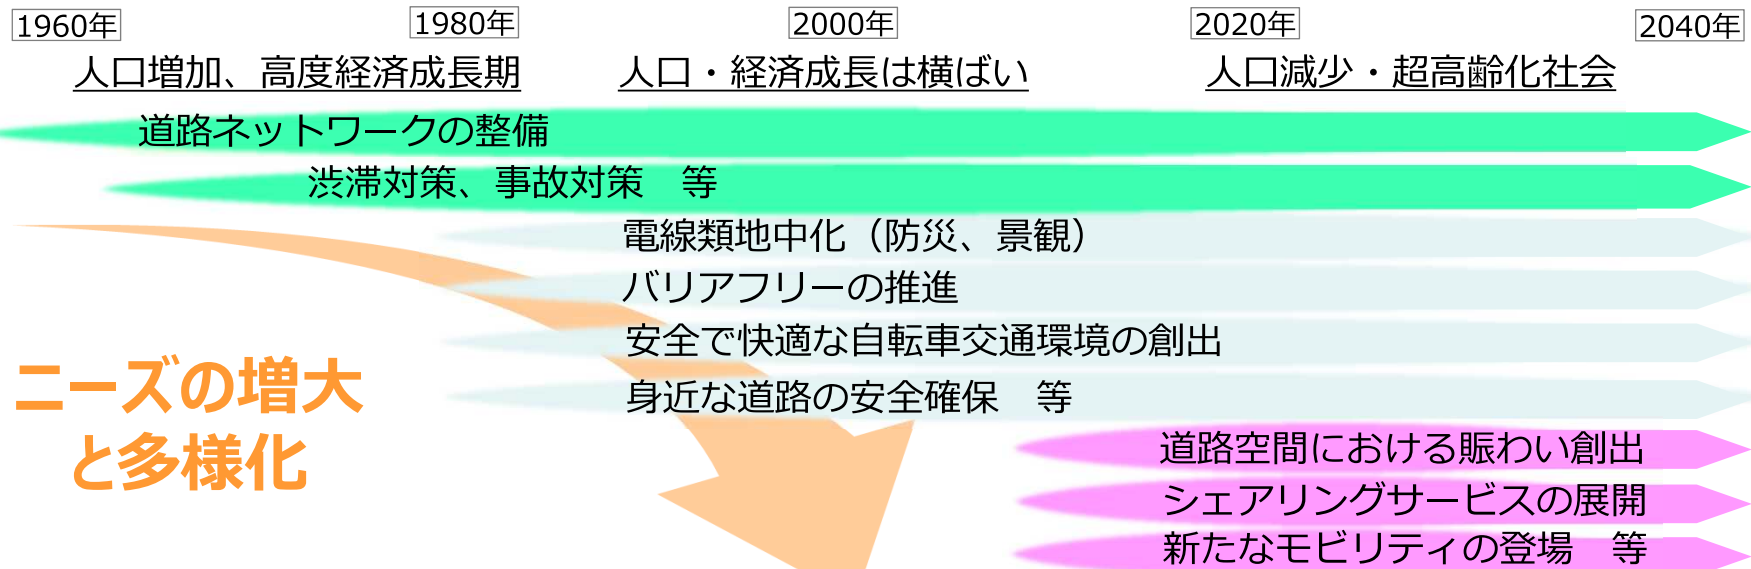 1960年
1980年
2000年
2020年
2040年
人口増加、高度経済成長期
人口・経済成長は横ばい
人口減少・超高齢化社会
道路ネットワークの整備
渋滞対策、事故対策　等
電線類地中化（防災、景観）
バリアフリーの推進
安全で快適な自転車交通環境の創出
身近な道路の安全確保　等
ニーズの増大
と多様化
道路空間における賑わい創出
シェアリングサービスの展開
新たなモビリティの登場　等